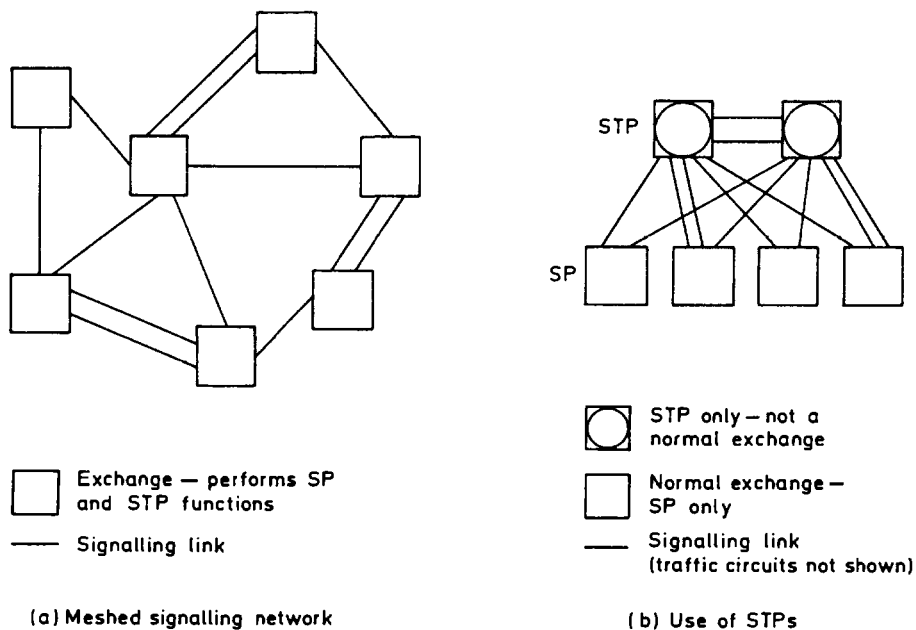 STP
SP
Exchange — performs SP
and STP functions
Signalling link
(a) Meshed signalling network
STP only — not a
normal exchange
Normal exchange —
SP only
Signalling link
(traffic circuits not shown)
(b) Use of STPs